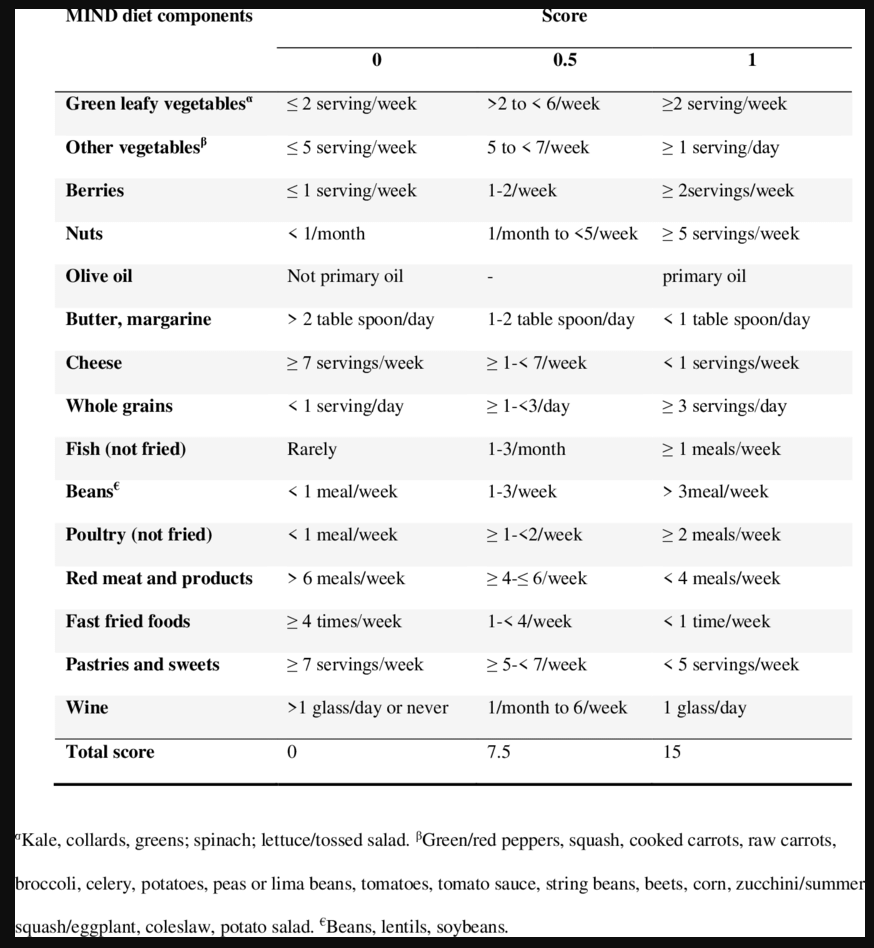 MIND diet components Score
0 0.5 1
Green leafy vegetablesᵅ ≤ 2 serving/week >2 to < 6/week ≥2 serving/week
Other vegetablesᵝ ≤ 5 serving/week 5 to < 7/week ≥ 1 serving/day
Berries ≤ 1 serving/week 1-2/week ≥ 2servings/week
Nuts < 1/month 1/month to <5/week ≥ 5 servings/week
Olive oil Not primary oil - primary oil
Butter, margarine > 2 table spoon/day 1-2 table spoon/day < 1 table spoon/day
Cheese ≥ 7 servings/week ≥ 1-< 7/week < 1 servings/week
Whole grains < 1 serving/day ≥ 1-<3/day ≥ 3 servings/day
Fish (not fried) Rarely 1-3/month ≥ 1 meals/week
Beans€ < 1 meal/week 1-3/week > 3meal/week
Poultry (not fried) < 1 meal/week ≥ 1-<2/week ≥ 2 meals/week
Red meat and products > 6 meals/week ≥ 4-≤ 6/week < 4 meals/week
Fast fried foods ≥ 4 times/week 1-< 4/week < 1 time/week
Pastries and sweets ≥ 7 servings/week ≥ 5-< 7/week < 5 servings/week
Wine >1 glass/day or never 1/month to 6/week 1 glass/day
Total score 0 7.5 15
ᵅKale, collards, greens; spinach; lettuce/tossed salad. ᵝGreen/red peppers, squash, cooked carrots, raw carrots,
broccoli, celery, potatoes, peas or lima beans, tomatoes, tomato sauce, string beans, beets, corn, zucchini/summer
squash/eggplant, coleslaw, potato salad. €Beans, lentils, soybeans.